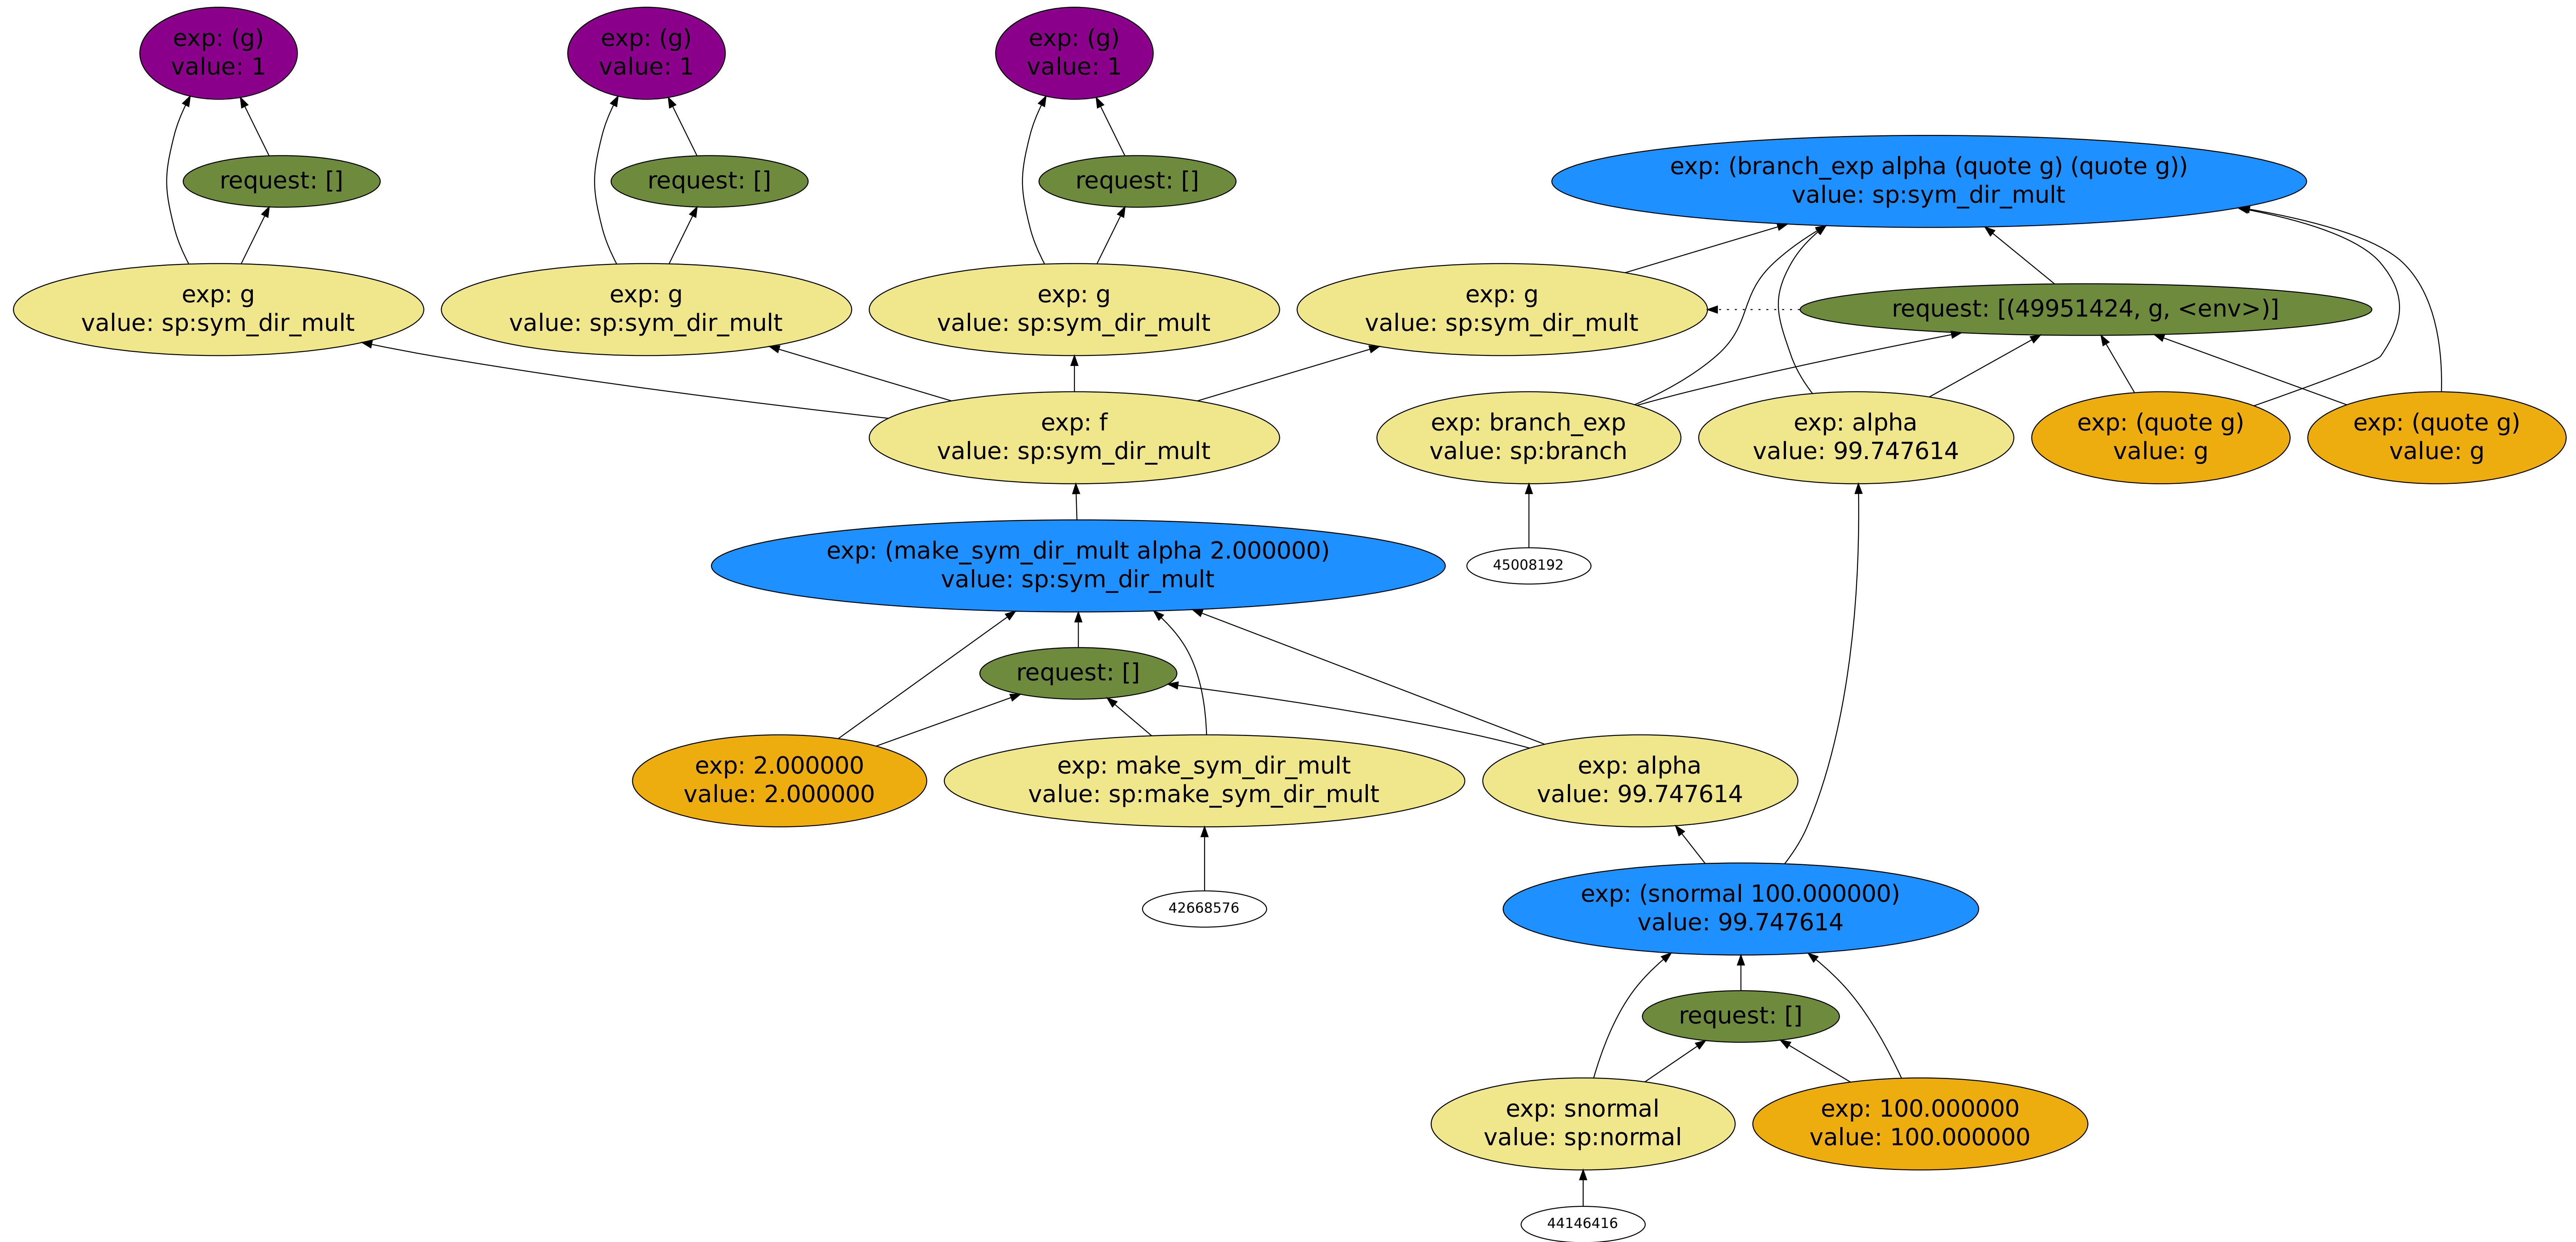 exp: (g)
value: 1
exp: (g)
value: 1
exp: (g)
value: 1
request: []
request: []
request: []
exp: (branch_exp alpha (quote g) (quote g))
value: sp:sym_dir_mult
exp: g
value: sp:sym_dir_mult
exp: g
value: sp:sym_dir_mult
exp: g
value: sp:sym_dir_mult
exp: g
value: sp:sym_dir_mult
request: [(49951424, g, <env>)]
exp: f
value: sp:sym_dir_mult
exp: branch_exp
value: sp:branch
exp: alpha
value: 99.747614
exp: (quote g)
value: g
exp: (quote g)
value: g
exp: (make_sym_dir_mult alpha 2.000000)
value: sp:sym_dir_mult
45008192
request: []
exp: 2.000000
value: 2.000000
exp: make_sym_dir_mult
value: sp:make_sym_dir_mult
exp: alpha
value: 99.747614
42668576
exp: (snormal 100.000000)
value: 99.747614
request: []
exp: snormal
value: sp:normal
exp: 100.000000
value: 100.000000
44146416